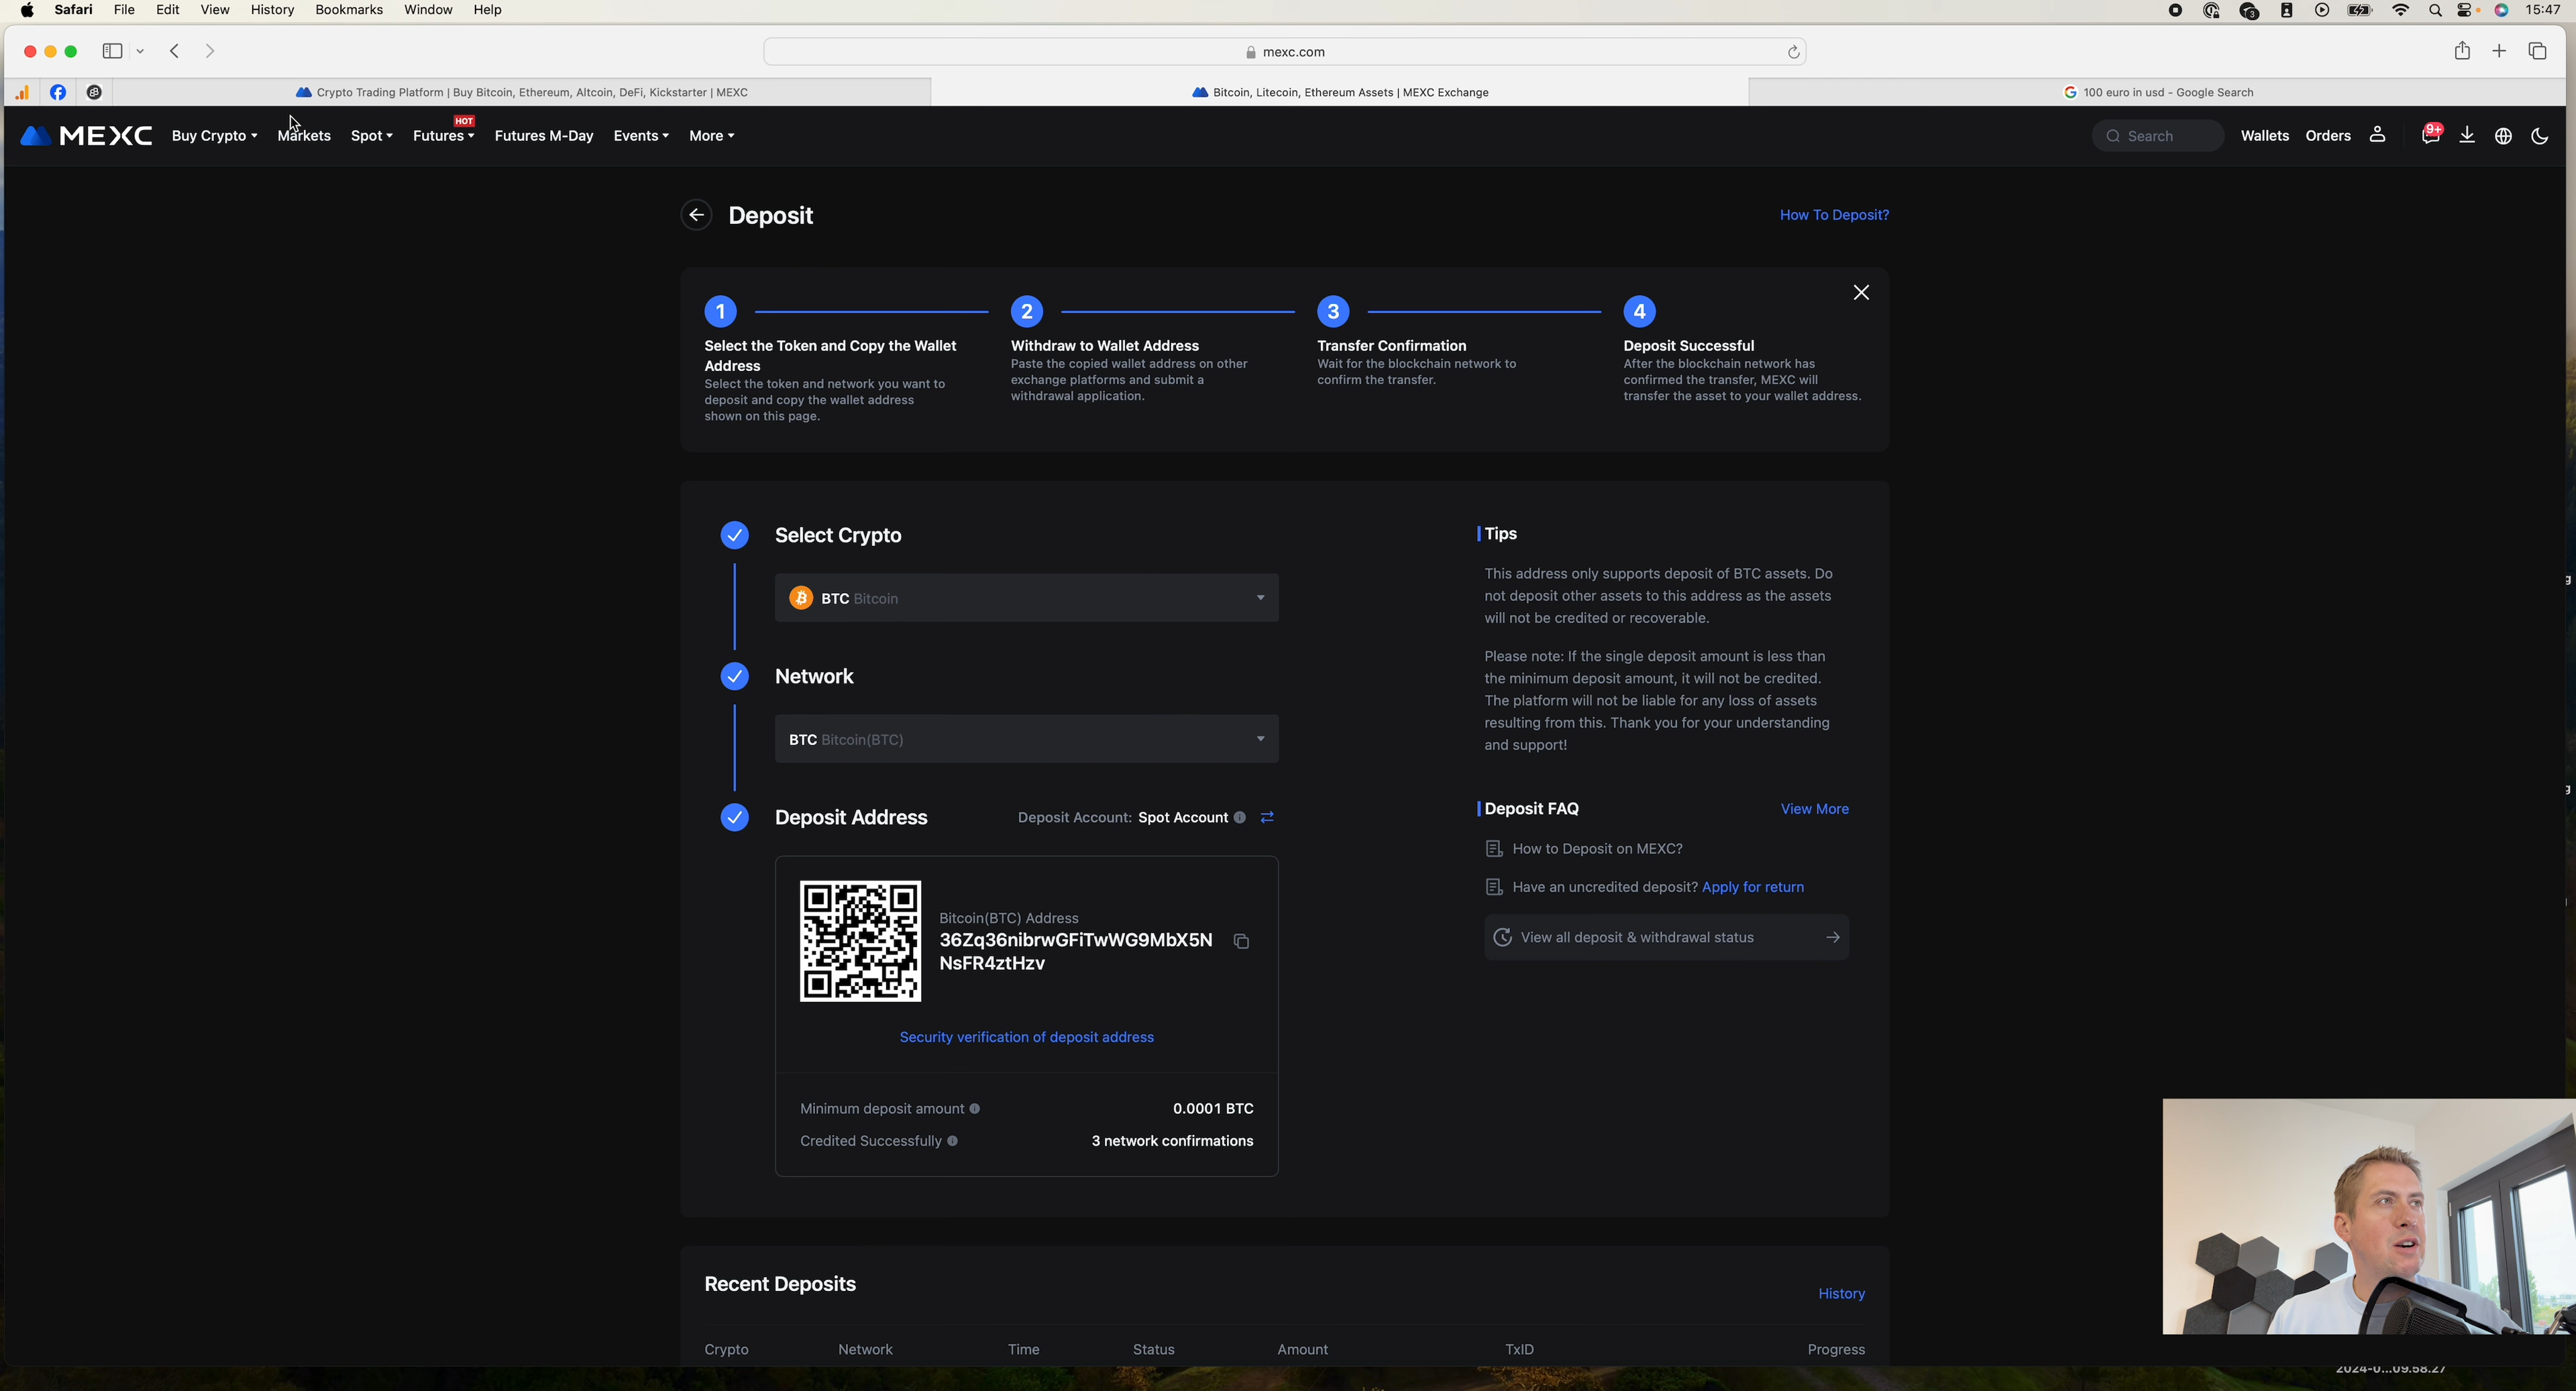 Safari File Edit View History Bookmarks Window Help
3
15:47
mexc.com
Crypto Trading Platform | Buy Bitcoin, Ethereum, Altcoin, DeFi, Kickstarter | MEXC
Bitcoin, Litecoin, Ethereum Assets | MEXC Exchange
100 euro in usd - Google Search
MEXC Buy Crypto Markets Spot Futures HOT Futures M-Day Events More
Search Wallets Orders 9+
Deposit
How To Deposit?
1
Select the Token and Copy the Wallet
Address
Select the token and network you want to
deposit and copy the wallet address
shown on this page.
2
Withdraw to Wallet Address
Paste the copied wallet address on other
exchange platforms and submit a
withdrawal application.
3
Transfer Confirmation
Wait for the blockchain network to
confirm the transfer.
4
Deposit Successful
After the blockchain network has
confirmed the transfer, MEXC will
transfer the asset to your wallet address.
Select Crypto
BTC Bitcoin
Network
BTC Bitcoin(BTC)
Deposit Address
Deposit Account: Spot Account
Bitcoin(BTC) Address
36Zq36nibrwGFiTwWG9MbX5N
NsFR4ztHzv
Security verification of deposit address
Minimum deposit amount 0.0001 BTC
Credited Successfully 3 network confirmations
Tips
This address only supports deposit of BTC assets. Do
not deposit other assets to this address as the assets
will not be credited or recoverable.
Please note: If the single deposit amount is less than
the minimum deposit amount, it will not be credited.
The platform will not be liable for any loss of assets
resulting from this. Thank you for your understanding
and support!
Deposit FAQ
View More
How to Deposit on MEXC?
Have an uncredited deposit? Apply for return
View all deposit & withdrawal status
Recent Deposits
History
Crypto Network Time Status Amount TxID Progress
2024-0...09.58.27